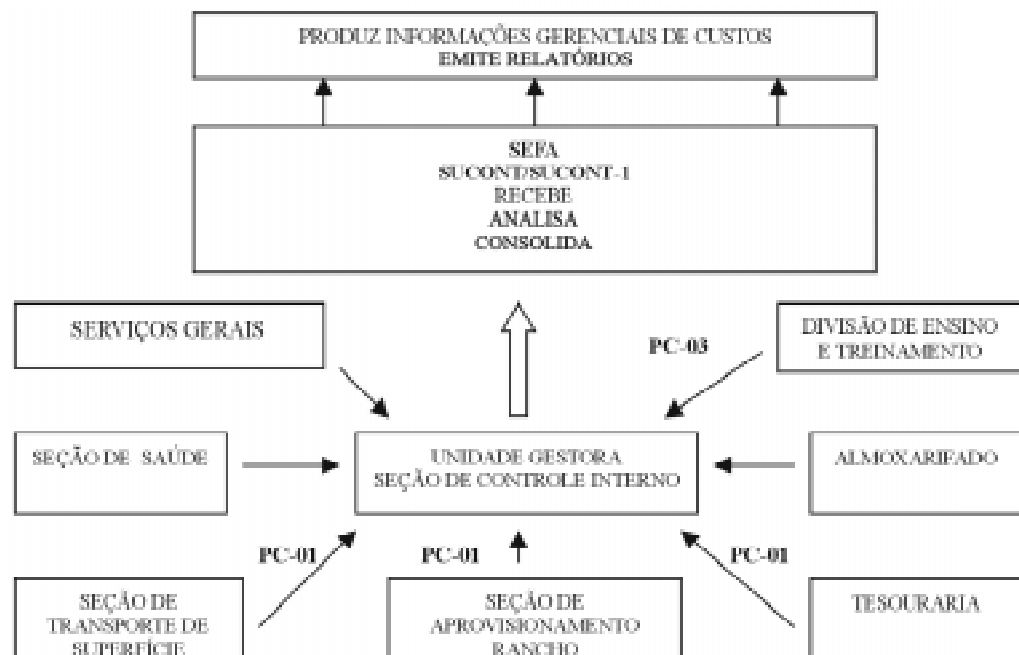 PRODUZ INFORMAÇÕES GERENCIAIS DE CUSTOS
EMITE RELATÓRIOS
SEFA
SUCONT/SUCONT-1
RECEBE
ANALISA
CONSOLIDA
SERVIÇOS GERAIS
PC-03
DIVISÃO DE ENSINO
E TREINAMENTO
SEÇÃO DE SAÚDE
UNIDADE GESTORA
SEÇÃO DE CONTROLE INTERNO
ALMOXARIFADO
PC-01
PC-01
PC-01
SEÇÃO DE
TRANSPORTE DE
SUPERFÍCIE
SEÇÃO DE
APROVISIONAMENTO
RANCHO
TESOURARIA